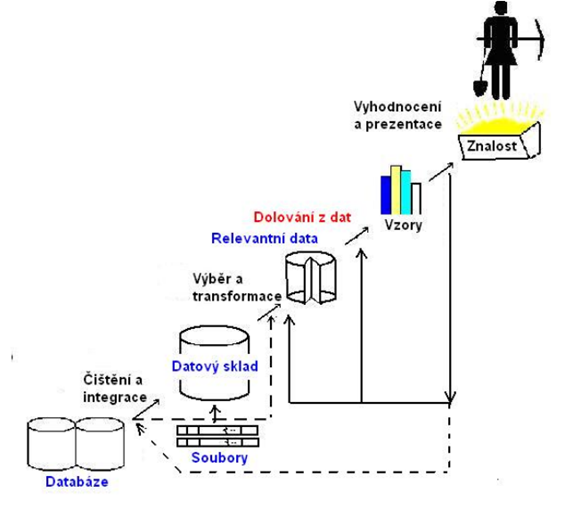 Vyhodnocení
a prezentace
Znalost
Dolování z dat
Vzory
Relevantní data
Výběr a
transformace
Datový sklad
Čištění a
integrace
Soubory
Databáze